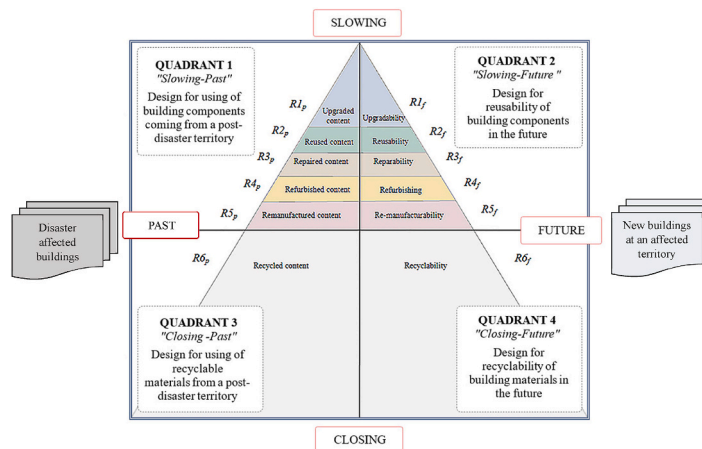 SLOWING
QUADRANT 1
"Slowing-Past"
Design for using of
building components
coming from a post-
disaster territory
QUADRANT 2
"Slowing-Future "
Design for
reusability of
building components
in the future
R1p
Upgraded
content
Upgradability
R1f
R2p
Reused content
Reusability
R2f
R3p
Repaired content
Reparability
R3f
R4p
Refurbished content
Refurbishing
R4f
R5p
Remanufactured content
Re-manufacturability
R5f
Disaster
affected
buildings
PAST
FUTURE
New buildings
at an affected
territory
R6p
Recycled content
Recyclability
R6f
QUADRANT 3
"Closing -Past"
Design for using of
recyclable
materials from a post-
disaster territory
QUADRANT 4
"Closing-Future"
Design for
recyclability of
building materials in
the future
CLOSING